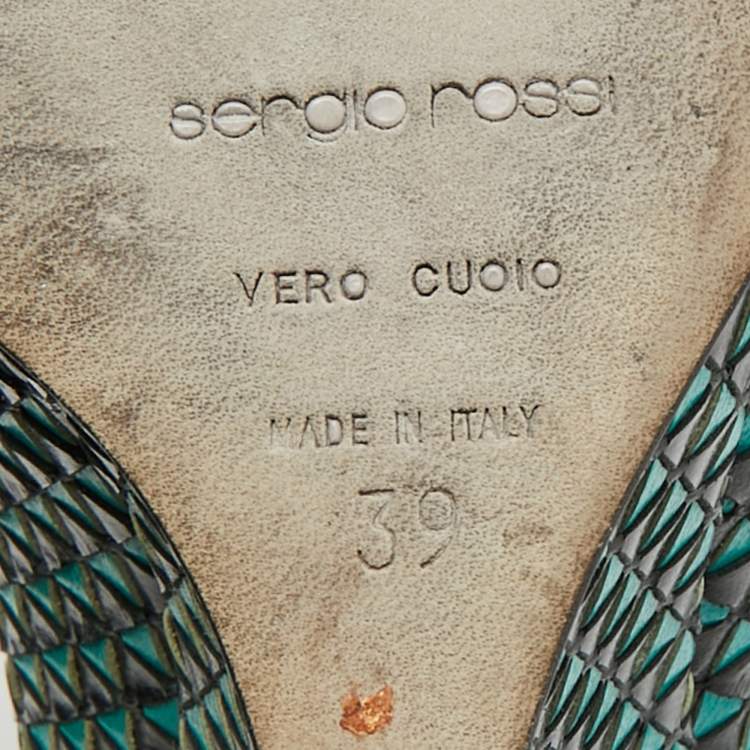 sergio rossi
VERO CUOIO
MADE IN ITALY
39